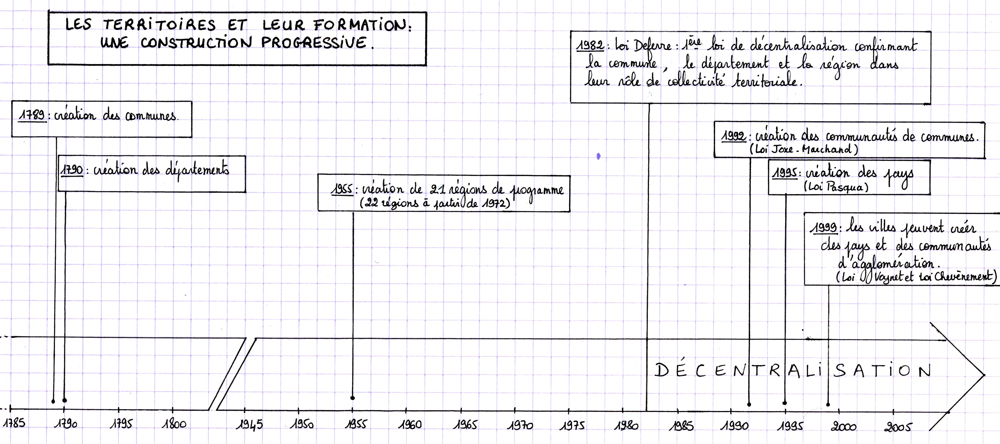 LES TERRITOIRES ET LEUR FORMATION:
UNE CONSTRUCTION PROGRESSIVE.
1982: Loi Deferre: 1ère loi de décentralisation confirmant
la commune, le département et la région dans
leur rôle de collectivité territoriale.
1789: création des communes.
1790: création des départements
1955: création de 21 régions de programme
(22 régions à partir de 1972)
1992: création des communautés de communes.
(Loi Joxe-Marchand)
1995: création des pays
(Loi Pasqua)
1999: les villes peuvent créer
des pays et des communautés
d'agglomération.
(Loi Voynet et Loi Chevènement)
DÉCENTRALISATION
1785 1790 1795 1800 1945 1950 1955 1960 1965 1970 1975 1980 1985 1990 1995 2000 2005